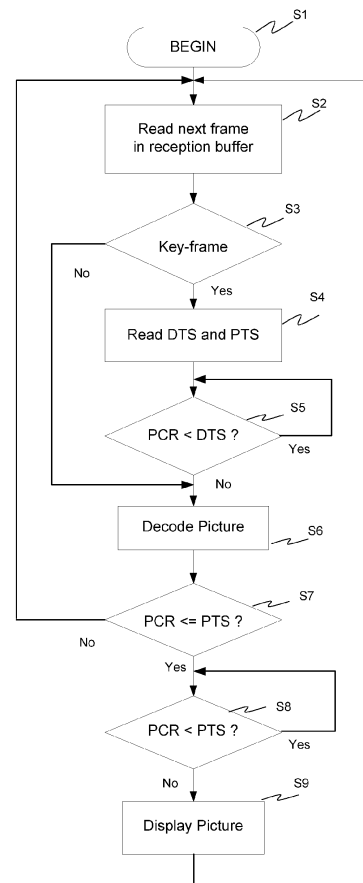 S1
BEGIN
S2
Read next frame
in reception buffer
S3
Key-frame
No
Yes
S4
Read DTS and PTS
S5
PCR < DTS ?
Yes
No
Decode Picture
S6
S7
PCR <= PTS ?
No
Yes
S8
PCR < PTS ?
Yes
No
S9
Display Picture